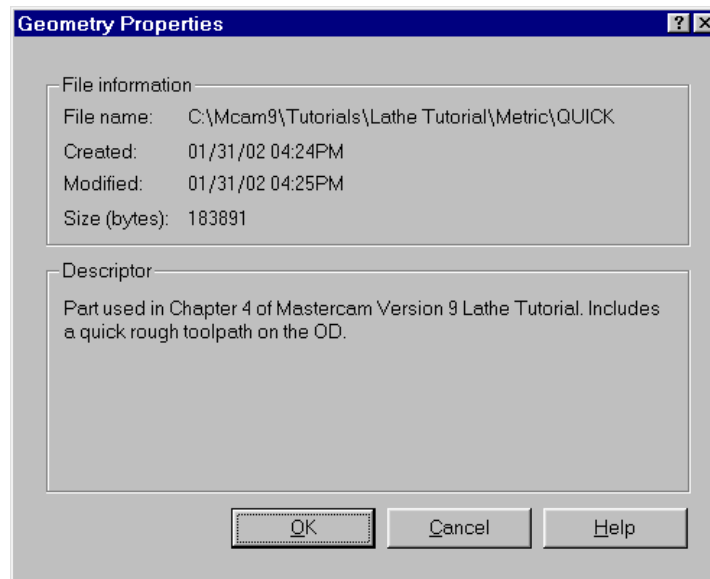 Geometry Properties
File information
File name: C:\Mcam9\Tutorials\Lathe Tutorial\Metric\QUICK
Created: 01/31/02 04:24PM
Modified: 01/31/02 04:25PM
Size (bytes): 183891
Descriptor
Part used in Chapter 4 of Mastercam Version 9 Lathe Tutorial. Includes
a quick rough toolpath on the OD.
OK Cancel Help